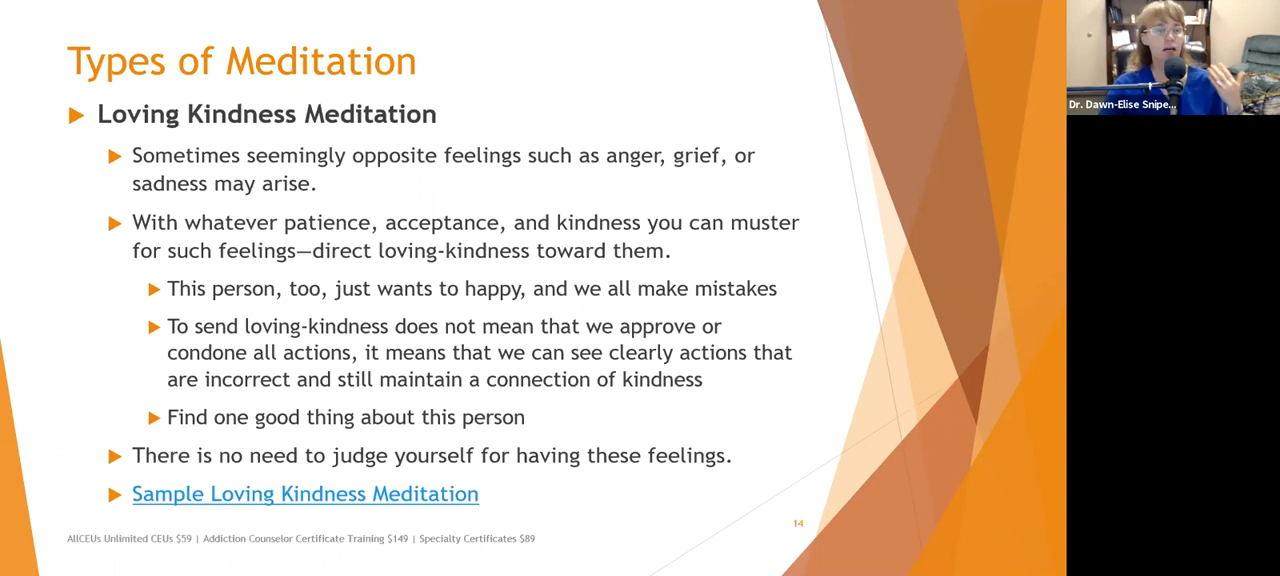 Types of Meditation
Loving Kindness Meditation
Sometimes seemingly opposite feelings such as anger, grief, or
sadness may arise.
With whatever patience, acceptance, and kindness you can muster
for such feelings—direct loving-kindness toward them.
This person, too, just wants to happy, and we all make mistakes
To send loving-kindness does not mean that we approve or
condone all actions, it means that we can see clearly actions that
are incorrect and still maintain a connection of kindness
Find one good thing about this person
There is no need to judge yourself for having these feelings.
Sample Loving Kindness Meditation
14
AllCEUs Unlimited CEUs $59 | Addiction Counselor Certificate Training $149 | Specialty Certificates $89
Dr. Dawn-Elise Snipe...